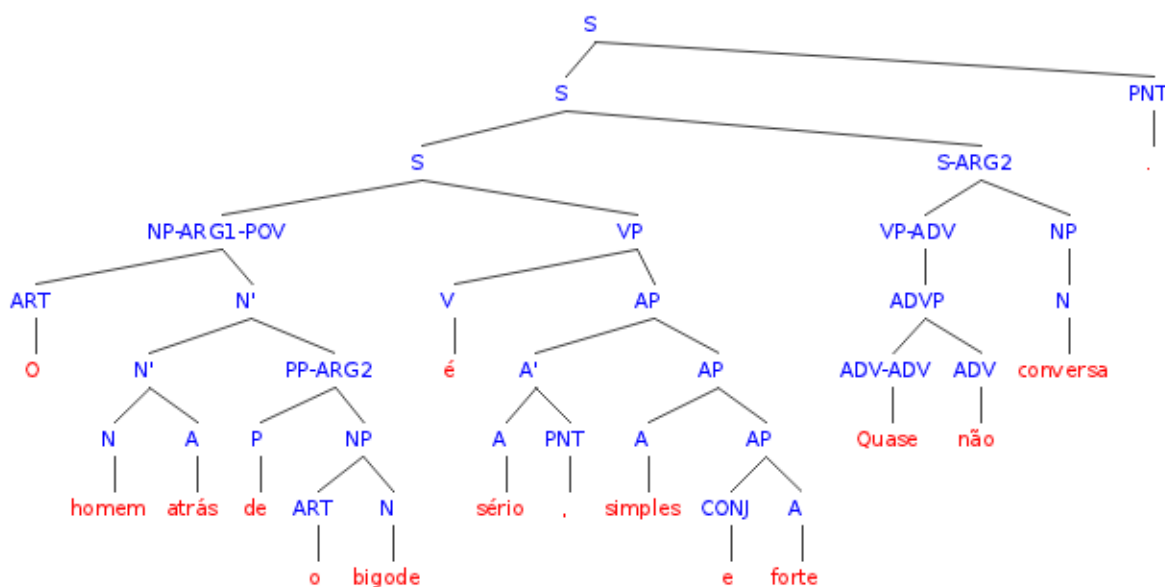 S
S PNT
S S-ARG2 .
NP-ARG1-POV VP VP-ADV NP
ART N' V AP ADVP N
O N' PP-ARG2 é A' AP ADV-ADV ADV conversa
N A P NP A PNT A AP Quase não
homem atrás de ART N sério , simples CONJ A
o bigode e forte